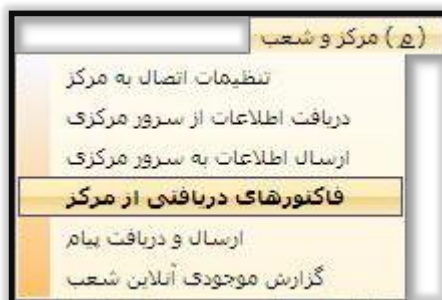 (م) مرکز و شعب
تنظیمات اتصال به مرکز
دریافت اطلاعات از سرور مرکزی
ارسال اطلاعات به سرور مرکزی
فاکتورهای دریافتی از مرکز
ارسال و دریافت پیام
گزارش موجودی آنلاین شعب